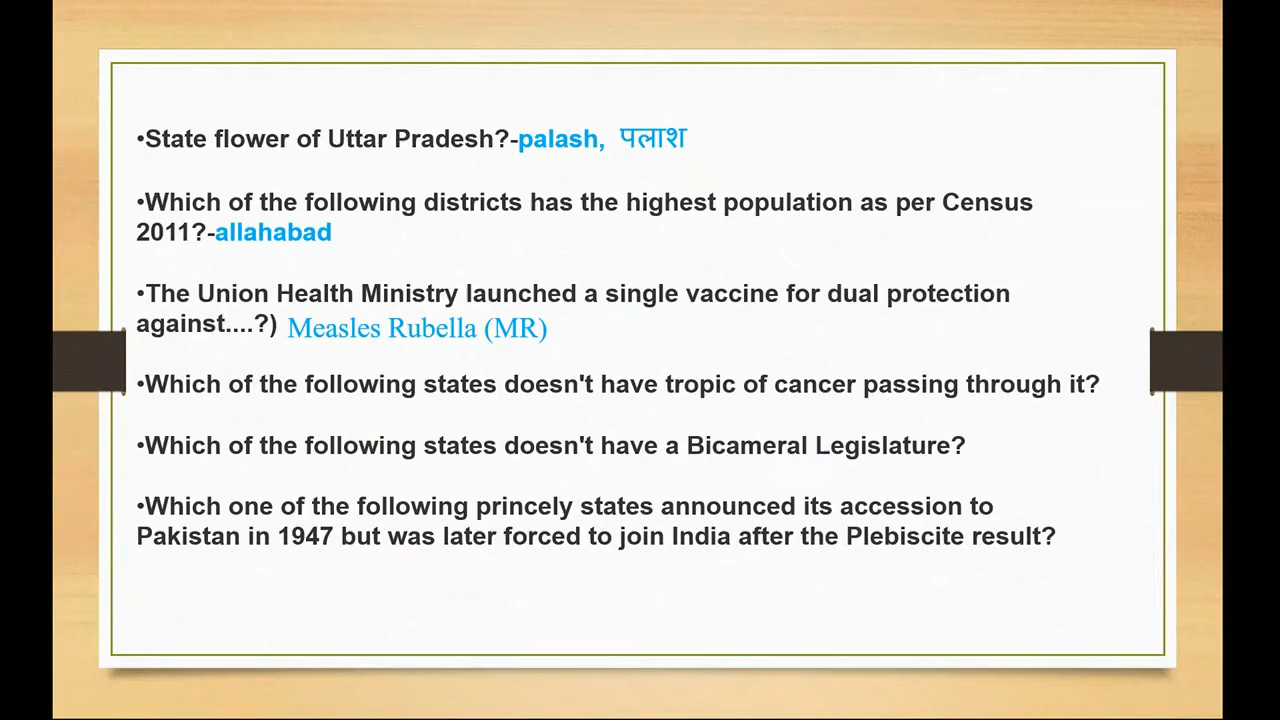 •State flower of Uttar Pradesh?-palash, पलाश
•Which of the following districts has the highest population as per Census
2011?-allahabad
•The Union Health Ministry launched a single vaccine for dual protection
against....?) Measles Rubella (MR)
•Which of the following states doesn't have tropic of cancer passing through it?
•Which of the following states doesn't have a Bicameral Legislature?
•Which one of the following princely states announced its accession to
Pakistan in 1947 but was later forced to join India after the Plebiscite result?